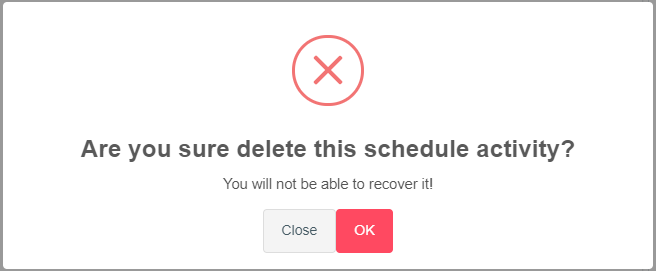 Are you sure delete this schedule activity?
You will not be able to recover it!
Close OK